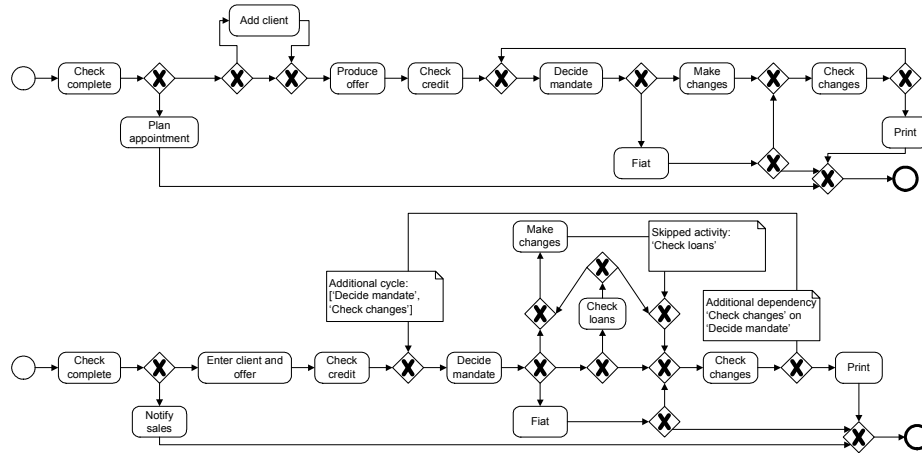 Add client
Check
complete
Produce
offer
Check
credit
Decide
mandate
Make
changes
Check
changes
Plan
appointment
Fiat
Print
Make
changes
Skipped activity:
‘Check loans’
Additional cycle:
[‘Decide mandate’,
‘Check changes’]
Check
loans
Additional dependency
‘Check changes’ on
‘Decide mandate’
Check
complete
Enter client and
offer
Check
credit
Decide
mandate
Check
changes
Print
Notify
sales
Fiat